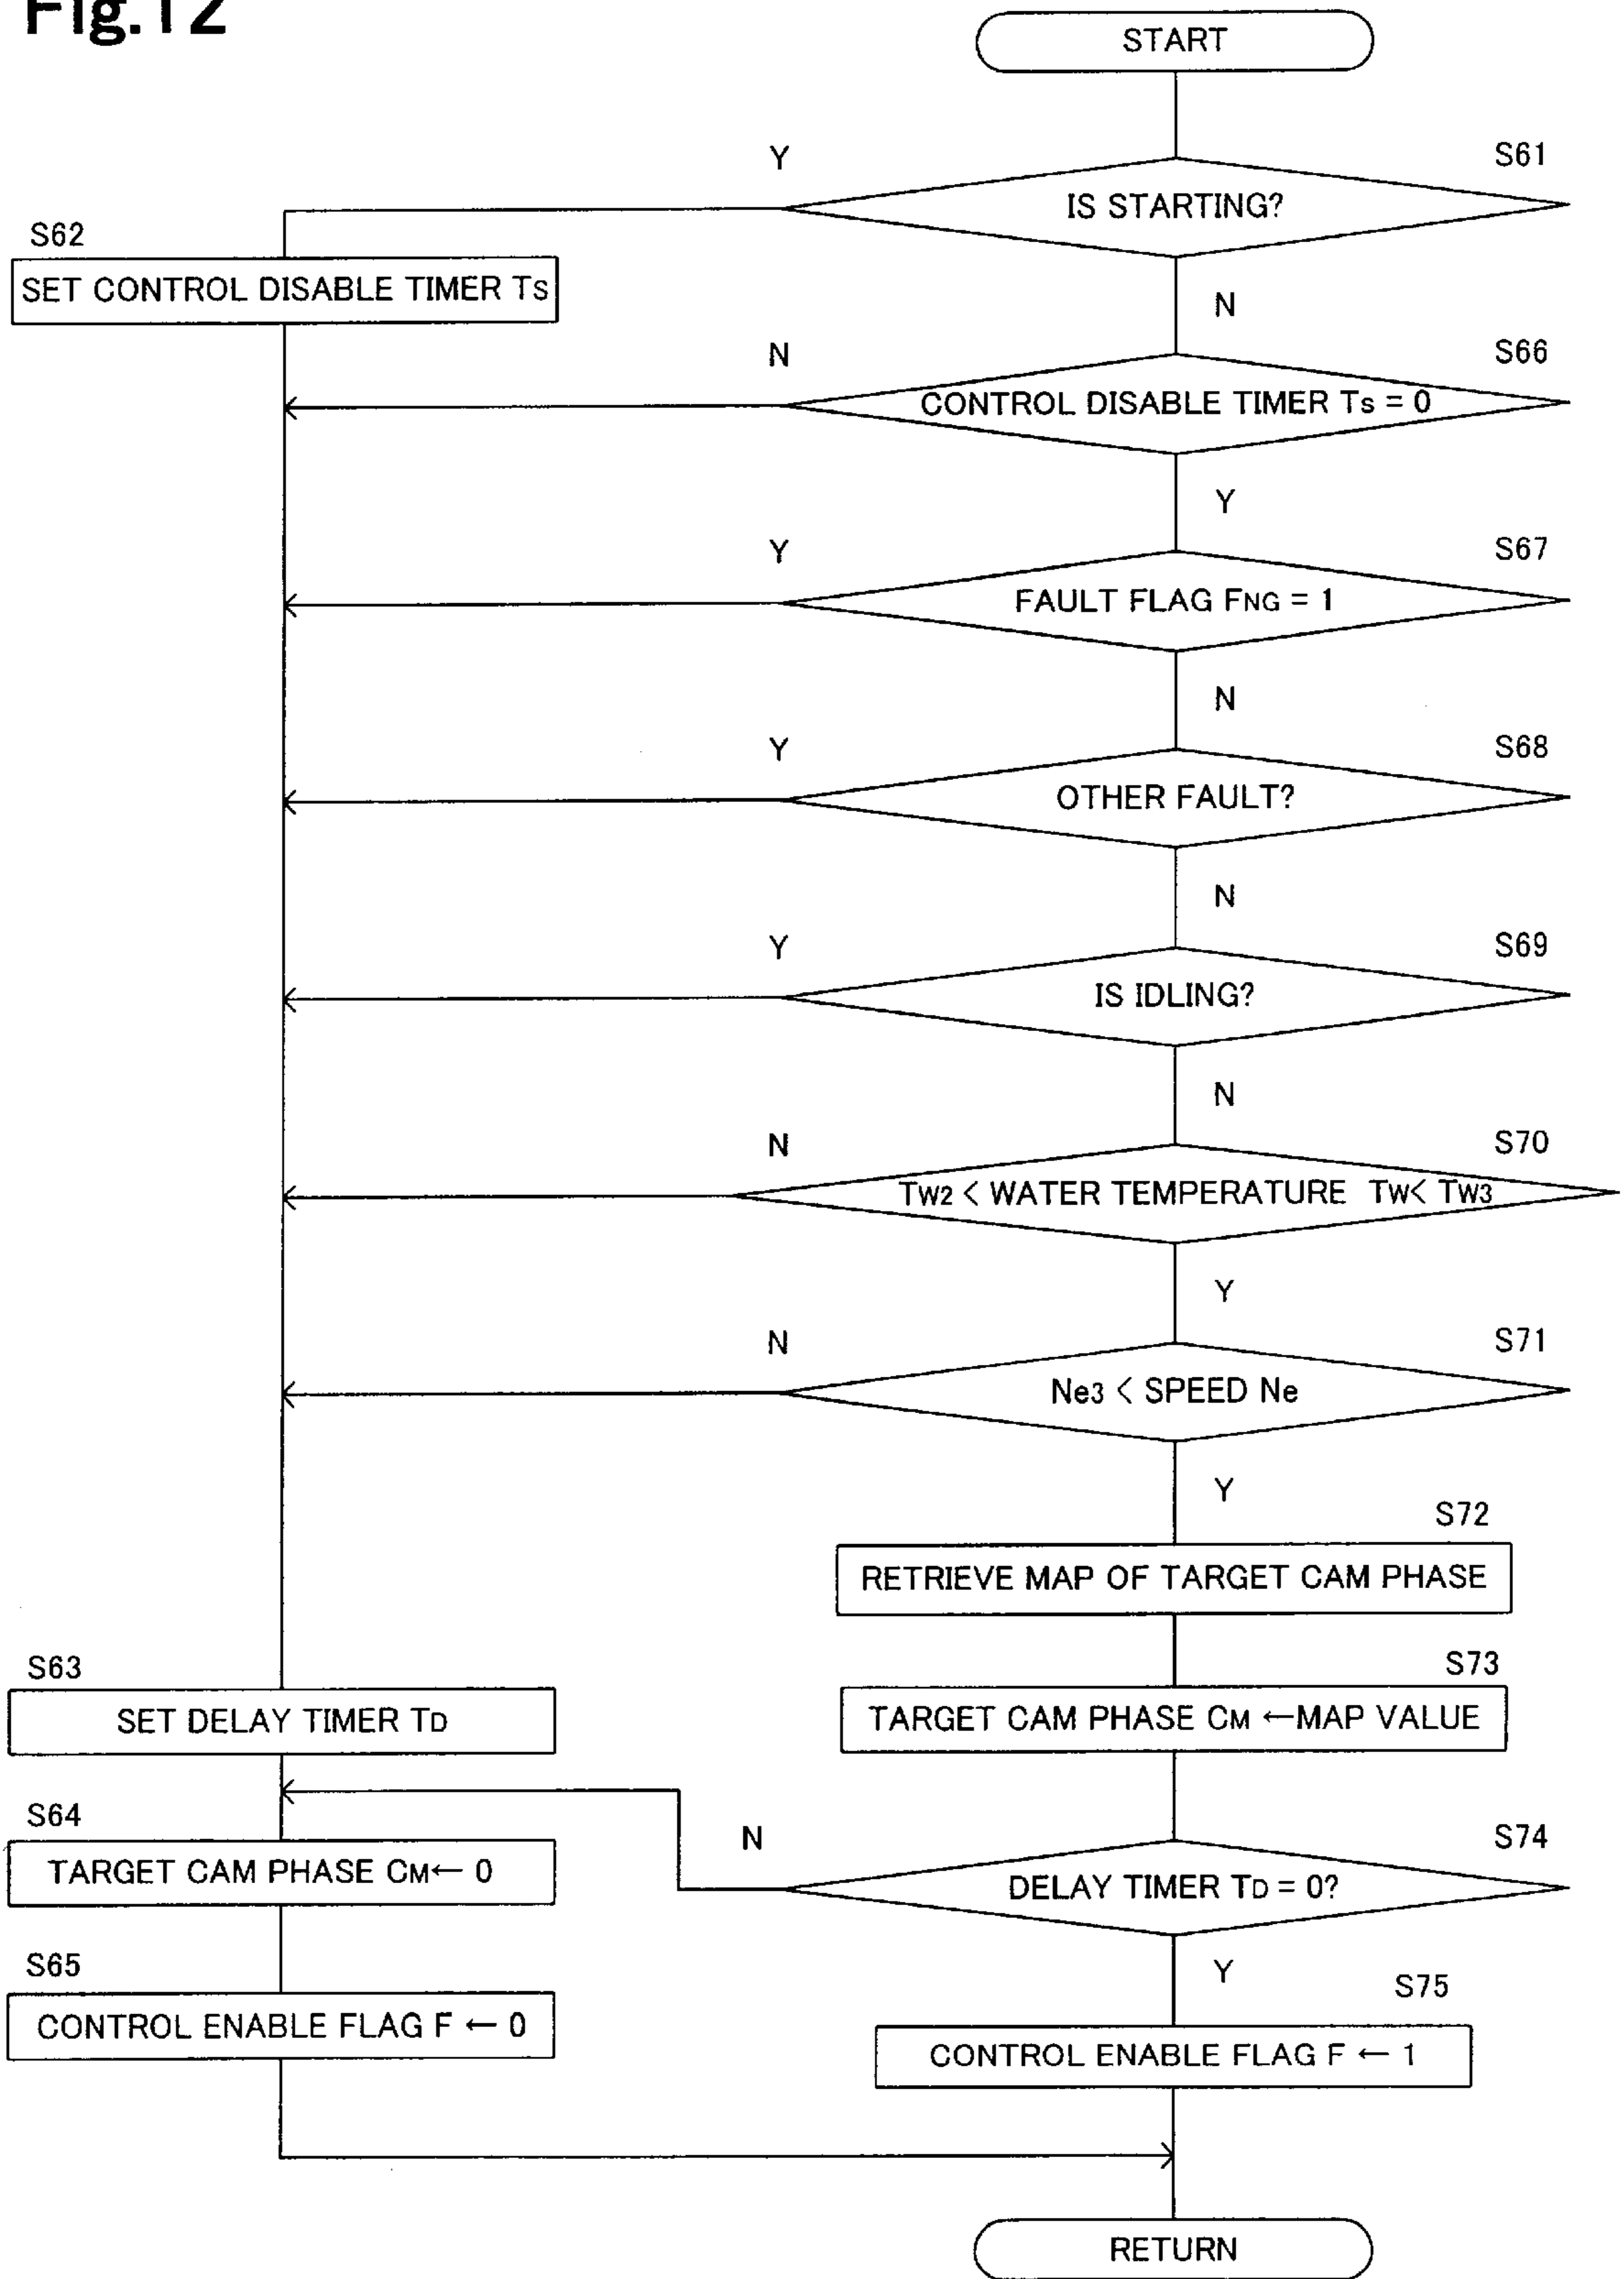 Fig.12
START
Y
S61
IS STARTING?
S62
SET CONTROL DISABLE TIMER Ts
N
N
S66
CONTROL DISABLE TIMER Ts = 0
Y
Y
S67
FAULT FLAG FNG = 1
N
Y
S68
OTHER FAULT?
N
Y
S69
IS IDLING?
N
N
S70
TW2 < WATER TEMPERATURE TW< TW3
Y
N
S71
Ne3 < SPEED Ne
Y
S72
RETRIEVE MAP OF TARGET CAM PHASE
S63
S73
SET DELAY TIMER TD
TARGET CAM PHASE CM ←MAP VALUE
S64
N
S74
TARGET CAM PHASE CM← 0
DELAY TIMER TD = 0?
S65
Y
S75
CONTROL ENABLE FLAG F ← 0
CONTROL ENABLE FLAG F ← 1
RETURN